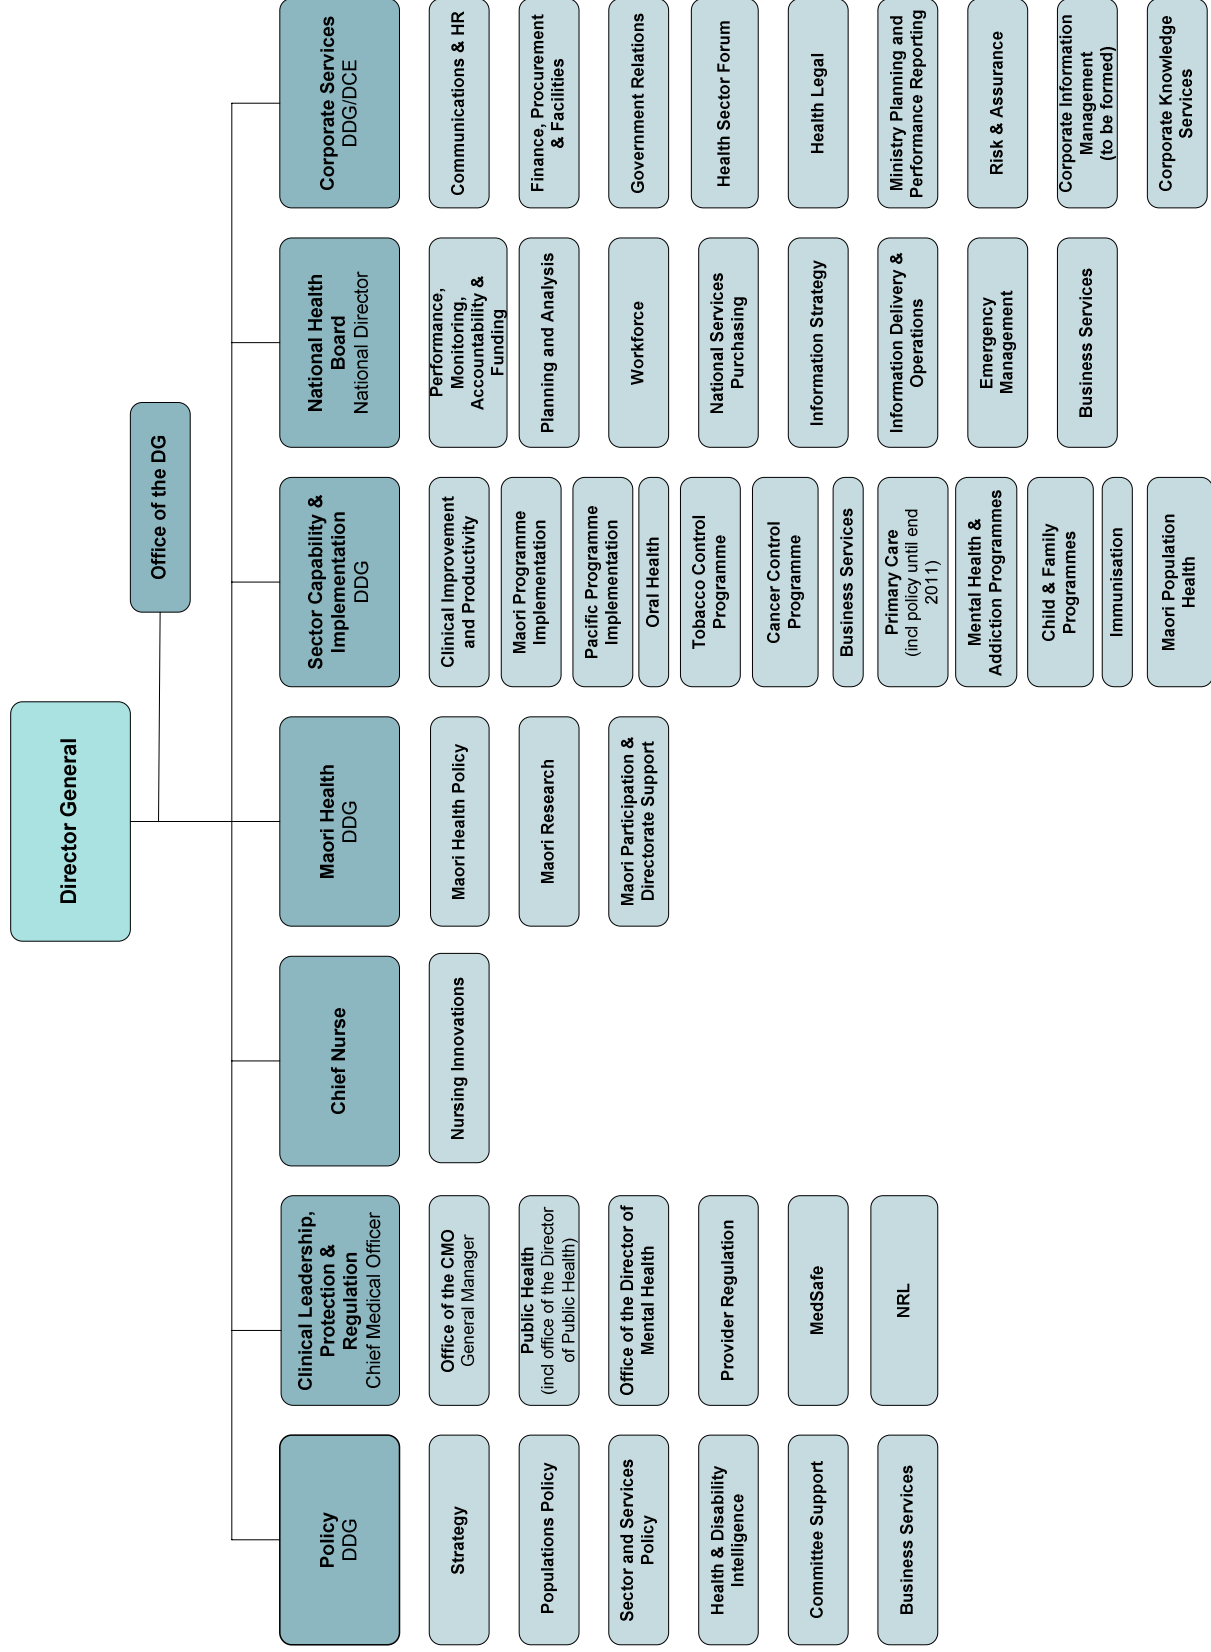 Director General
Office of the DG
Policy
DDG
Strategy
Populations Policy
Sector and Services
Policy
Health & Disability
Intelligence
Committee Support
Business Services
Clinical Leadership,
Protection &
Regulation
Chief Medical Officer
Office of the CMO
General Manager
Public Health
(incl office of the Director
of Public Health)
Office of the Director of
Mental Health
Provider Regulation
MedSafe
NRL
Chief Nurse
Nursing Innovations
Maori Health
DDG
Maori Health Policy
Maori Research
Maori Participation &
Directorate Support
Sector Capability &
Implementation
DDG
Clinical Improvement
and Productivity
Maori Programme
Implementation
Pacific Programme
Implementation
Oral Health
Tobacco Control
Programme
Cancer Control
Programme
Business Services
Primary Care
(incl policy until end
2011)
Mental Health &
Addiction Programmes
Child & Family
Programmes
Immunisation
Maori Population
Health
National Health
Board
National Director
Performance,
Monitoring,
Accountability &
Funding
Planning and Analysis
Workforce
National Services
Purchasing
Information Strategy
Information Delivery &
Operations
Emergency
Management
Business Services
Corporate Services
DDG/DCE
Communications & HR
Finance, Procurement
& Facilities
Government Relations
Health Sector Forum
Health Legal
Ministry Planning and
Performance Reporting
Risk & Assurance
Corporate Information
Management
(to be formed)
Corporate Knowledge
Services